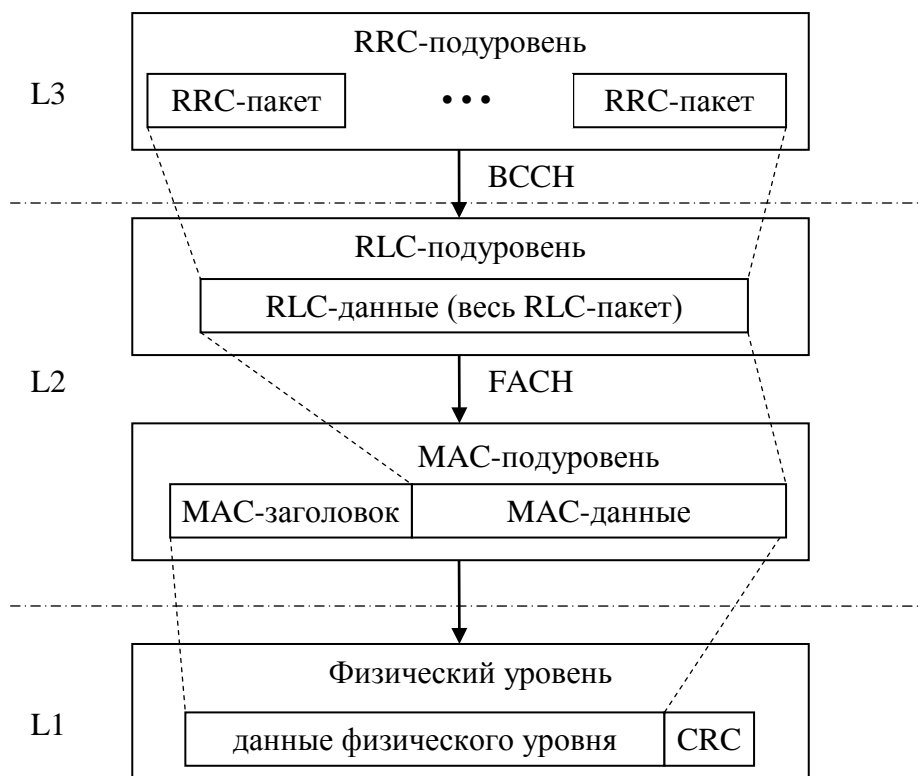 RRC-подуровень
L3
RRC-пакет ••• RRC-пакет
BCCH
RLC-подуровень
RLC-данные (весь RLC-пакет)
L2
FACH
MAC-подуровень
MAC-заголовок MAC-данные
Физический уровень
L1
данные физического уровня CRC